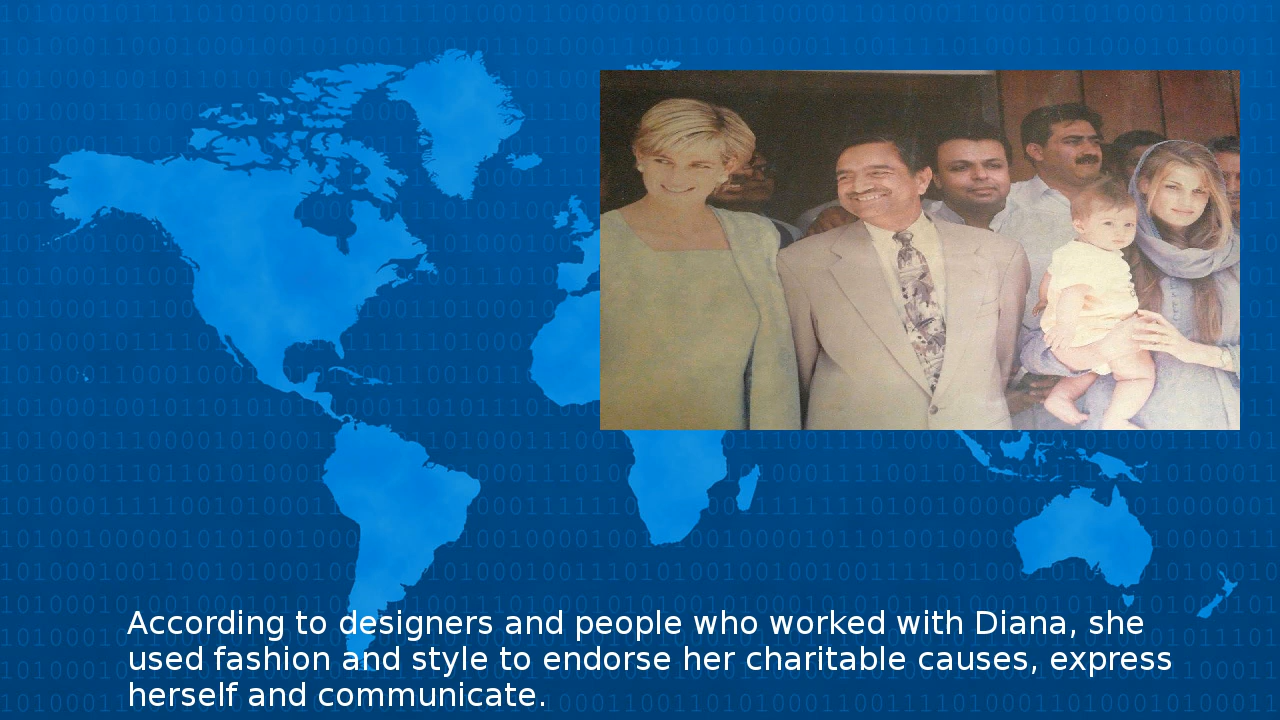 According to designers and people who worked with Diana, she
used fashion and style to endorse her charitable causes, express
herself and communicate.